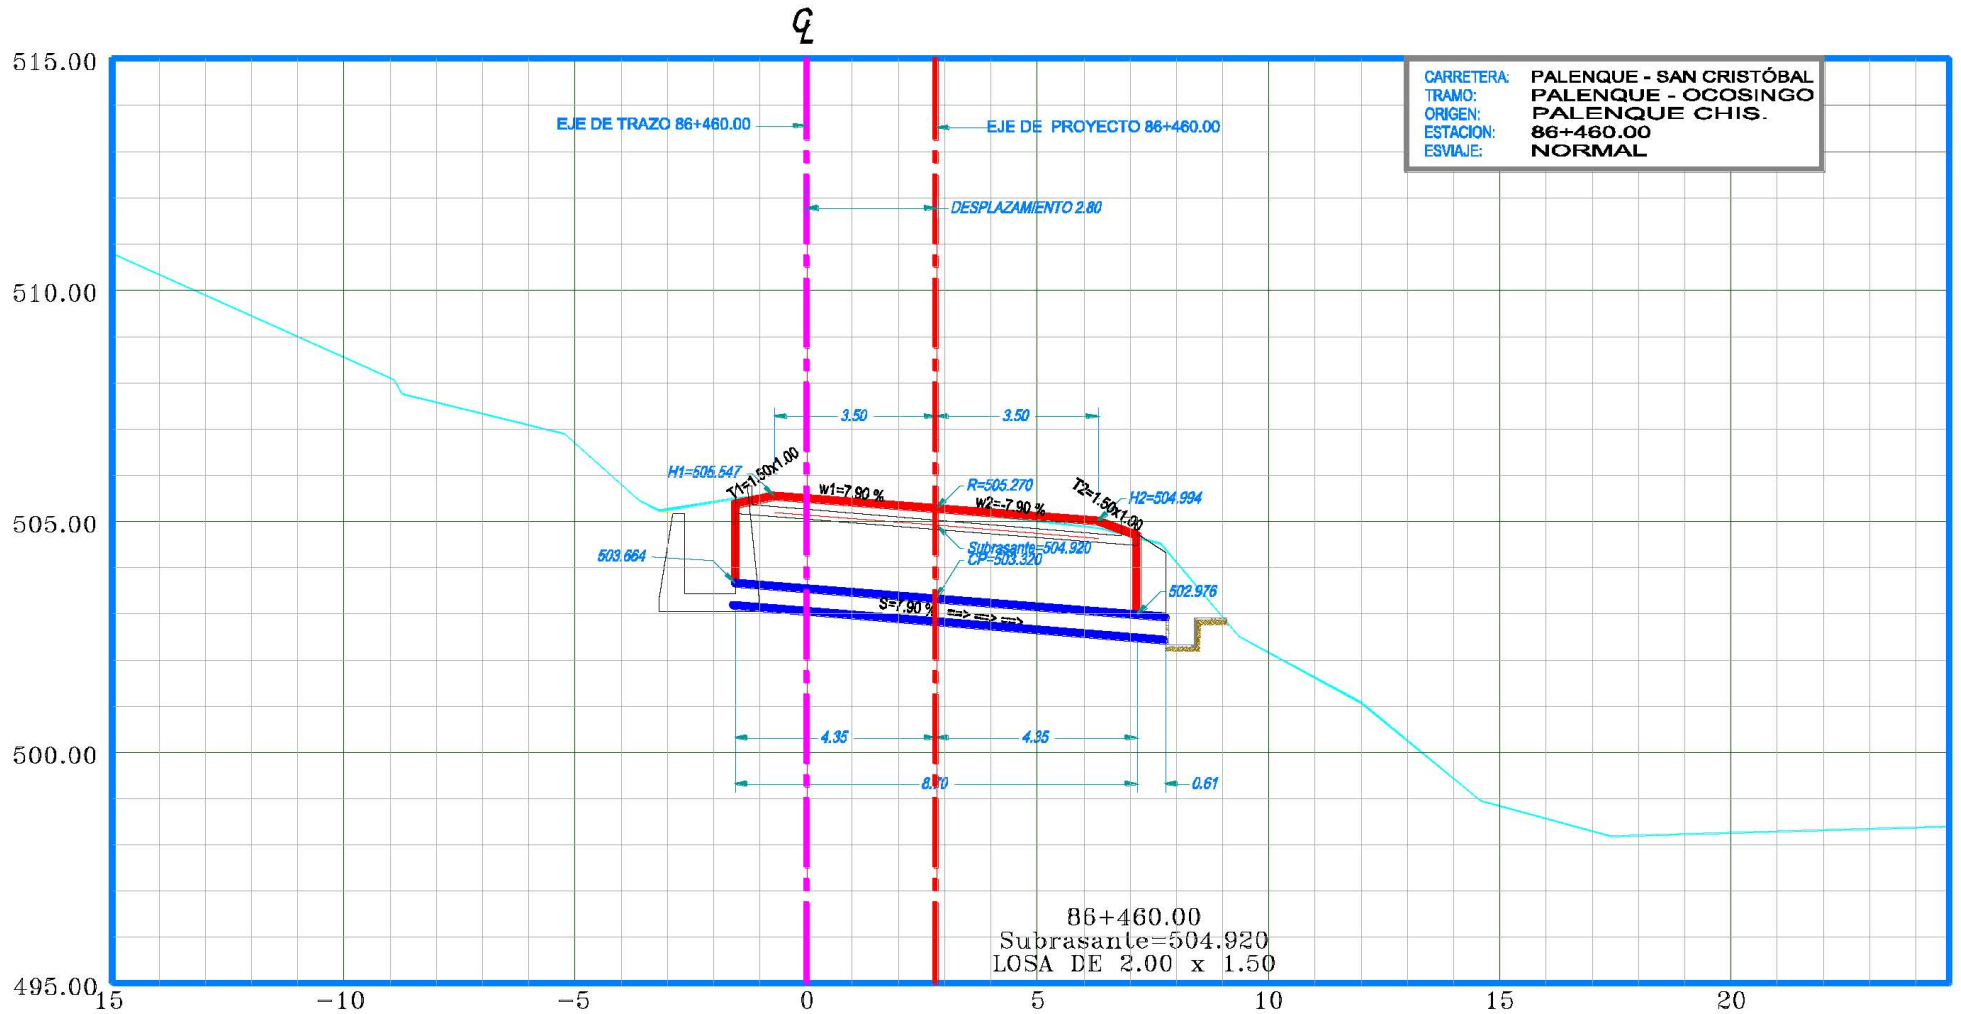 CL
515.00
CARRETERA: PALENQUE - SAN CRISTÓBAL
TRAMO: PALENQUE - OCOSINGO
ORIGEN: PALENQUE CHIS.
ESTACION: 86+460.00
ESVIAJE: NORMAL
EJE DE TRAZO 86+460.00
EJE DE PROYECTO 86+460.00
DESPLAZAMIENTO 2.80
510.00
3.50
3.50
H1=505.547
T1=1.50x1.00
w1=7.90 %
R=505.270
w2=-7.90 %
T2=1.50x1.00
H2=504.994
505.00
Subrasante=504.920
CP=503.320
503.664
502.976
S=7.90 % ==> ==> ==>
500.00
4.35
4.35
8.70
0.61
86+460.00
Subrasante=504.920
LOSA DE 2.00 x 1.50
495.00
15
-10
-5
0
5
10
15
20